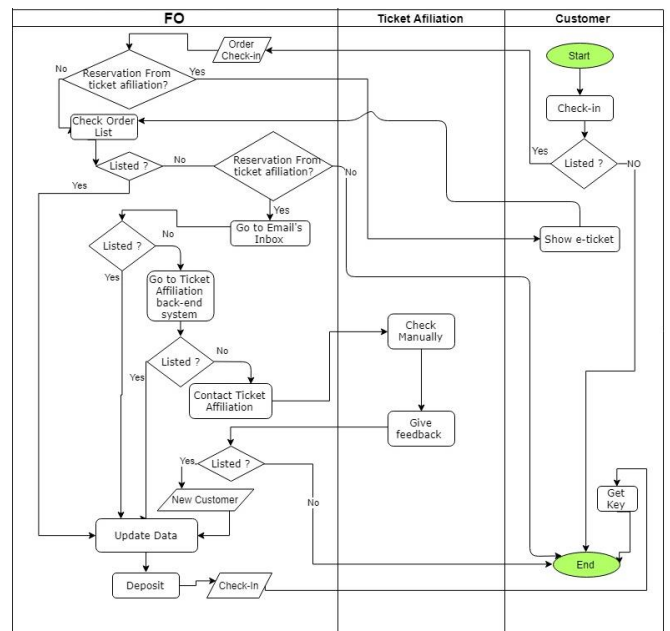 FO
Ticket Afiliation
Customer
Order
Check-in
Start
No
Reservation From
ticket afiliation?
Yes
Check-in
Check Order
List
Yes
Listed ?
NO
Listed ?
No
Reservation From
ticket afiliation?
No
Yes
Yes
Go to Email's
Inbox
Show e-ticket
Listed ?
No
Yes
Go to Ticket
Affiliation
back-end
system
Check
Manually
Listed ?
No
Yes
Contact Ticket
Affiliation
Give
feedback
Yes
Listed ?
No
New Customer
Get
Key
Update Data
End
Deposit
Check-In